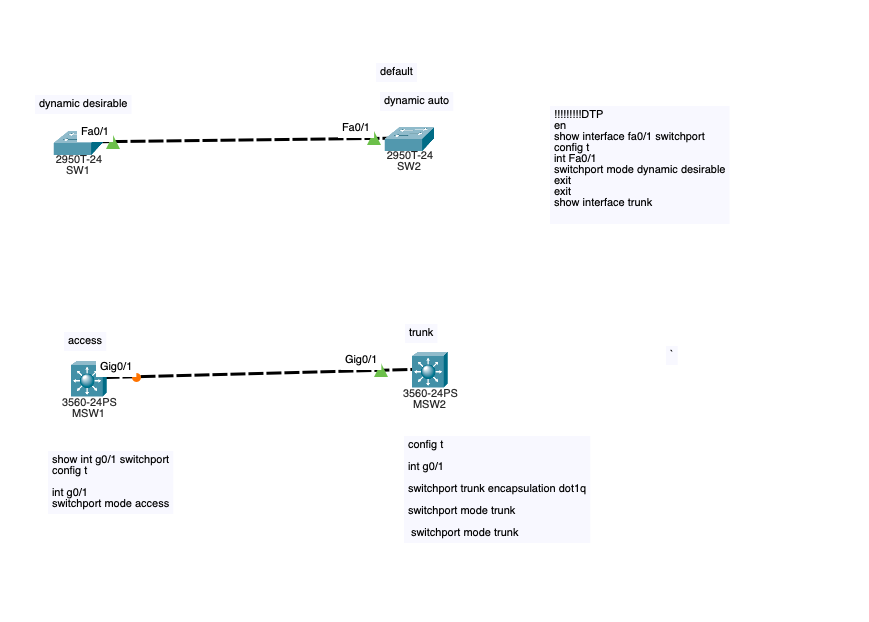 default
dynamic desirable
dynamic auto
Fa0/1
Fa0/1
2950T-24
SW1
2950T-24
SW2
!!!!!!!!!DTP
en
show interface fa0/1 switchport
config t
int Fa0/1
switchport mode dynamic desirable
exit
exit
show interface trunk
access
trunk
Gig0/1
Gig0/1
3560-24PS
MSW1
3560-24PS
MSW2
`
show int g0/1 switchport
config t
int g0/1
switchport mode access
config t
int g0/1
switchport trunk encapsulation dot1q
switchport mode trunk
switchport mode trunk